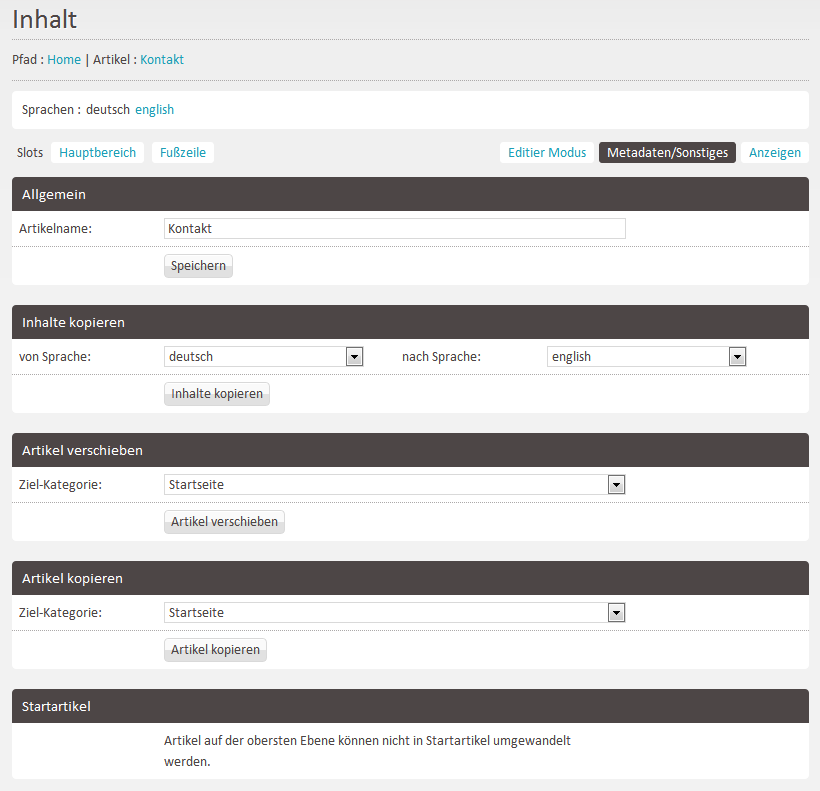 Inhalt
Pfad : Home | Artikel : Kontakt
Sprachen : deutsch english
Slots Hauptbereich Fußzeile Editier Modus Metadaten/Sonstiges Anzeigen
Allgemein
Artikelname: Kontakt
Speichern
Inhalte kopieren
von Sprache: deutsch nach Sprache: english
Inhalte kopieren
Artikel verschieben
Ziel-Kategorie: Startseite
Artikel verschieben
Artikel kopieren
Ziel-Kategorie: Startseite
Artikel kopieren
Startartikel
Artikel auf der obersten Ebene können nicht in Startartikel umgewandelt
werden.